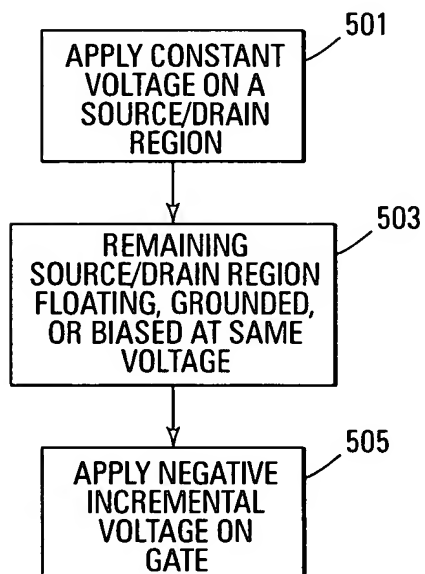 501
APPLY CONSTANT
VOLTAGE ON A
SOURCE/DRAIN
REGION
503
REMAINING
SOURCE/DRAIN REGION
FLOATING, GROUNDED,
OR BIASED AT SAME
VOLTAGE
505
APPLY NEGATIVE
INCREMENTAL
VOLTAGE ON
GATE